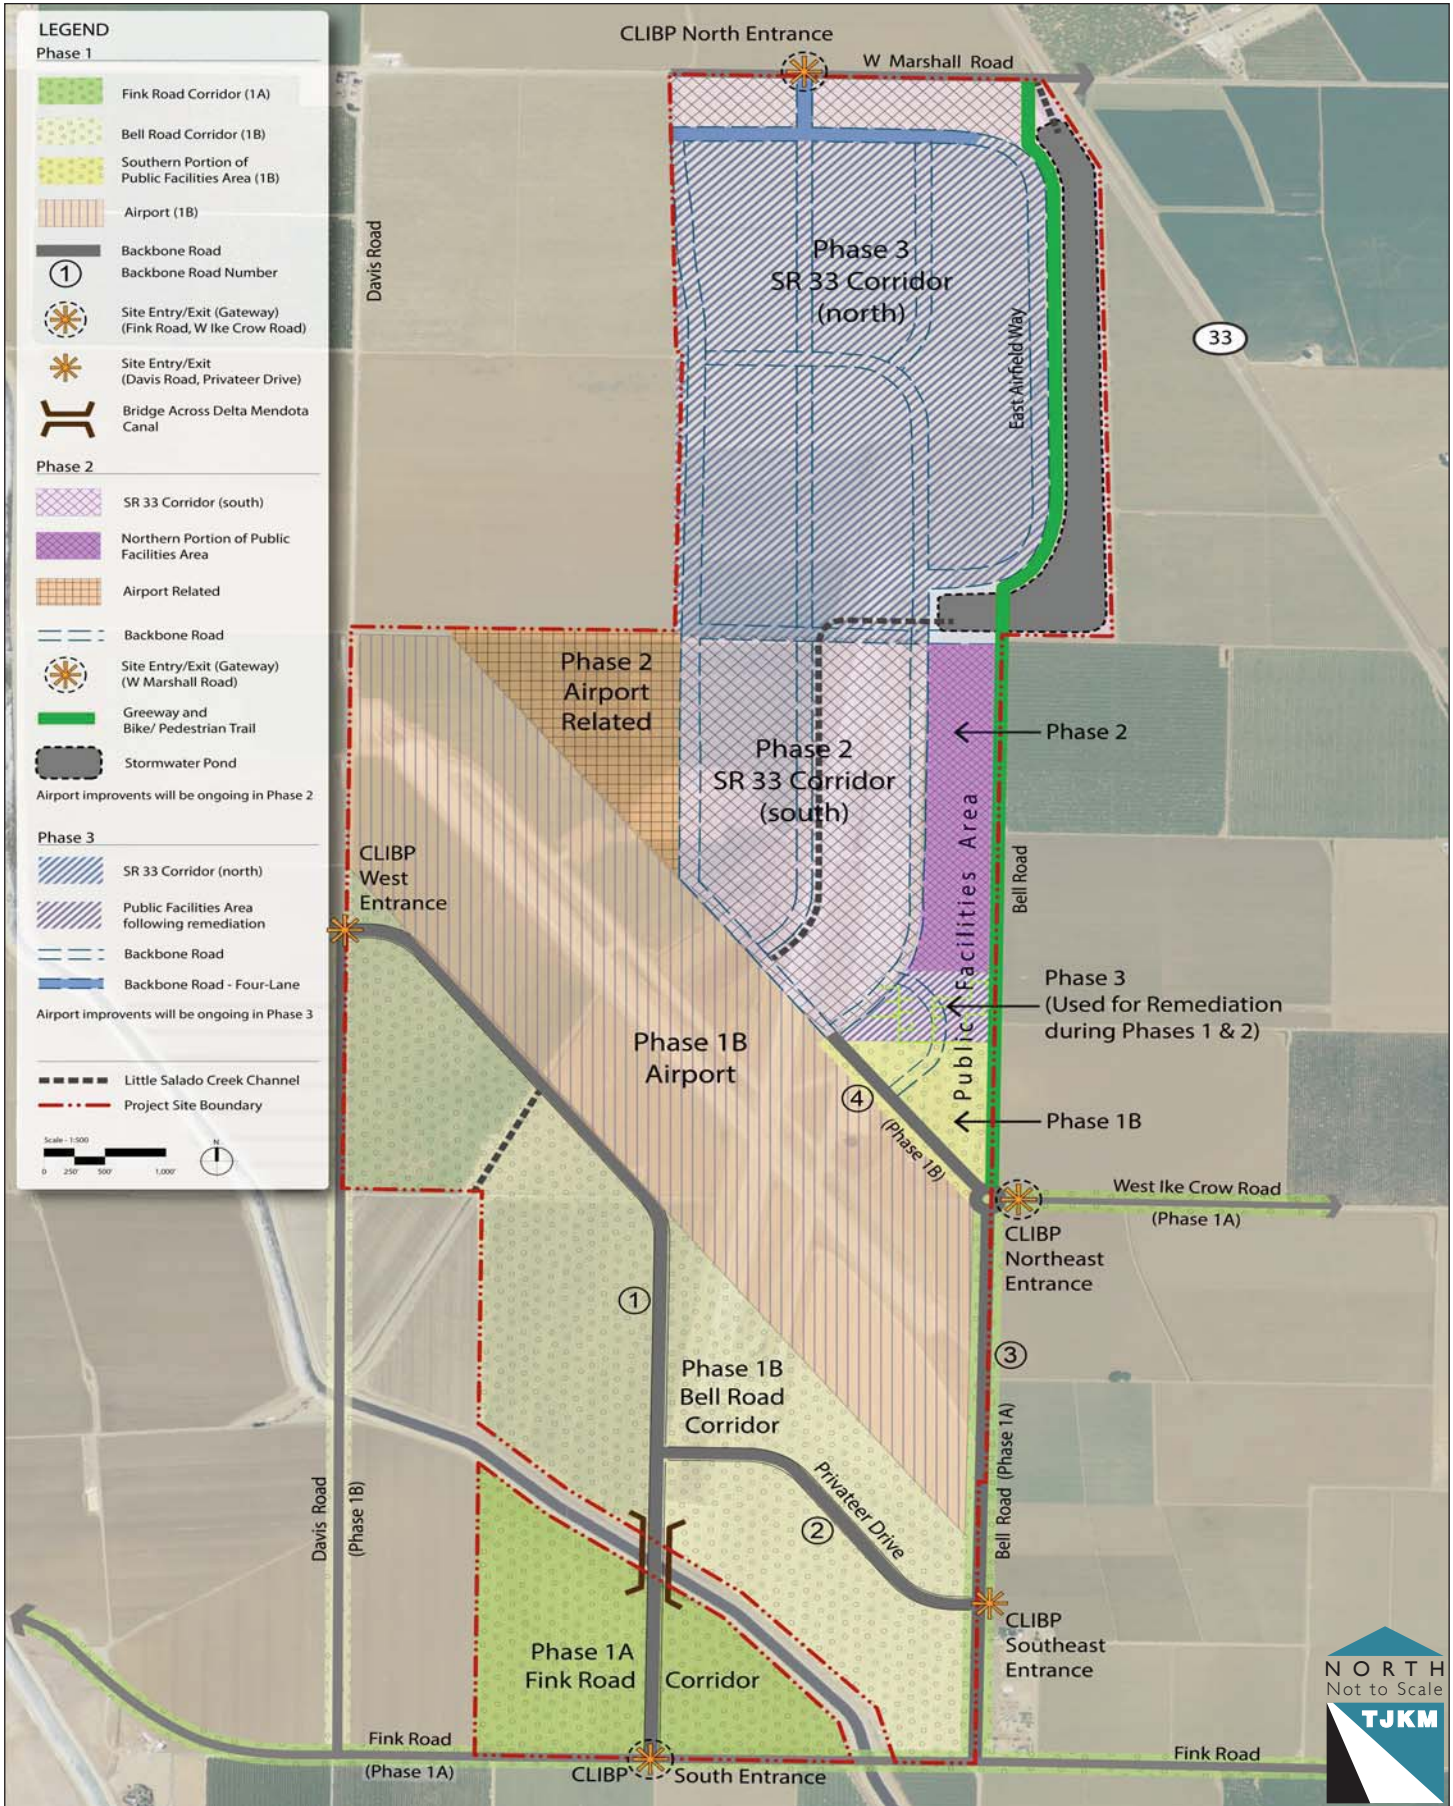 LEGEND
Phase 1
Fink Road Corridor (1A)
Bell Road Corridor (1B)
Southern Portion of
Public Facilities Area (1B)
Airport (1B)
Backbone Road
1
Backbone Road Number
Site Entry/Exit (Gateway)
(Fink Road, W Ike Crow Road)
Site Entry/Exit
(Davis Road, Privateer Drive)
Bridge Across Delta Mendota
Canal
Phase 2
SR 33 Corridor (south)
Northern Portion of Public
Facilities Area
Airport Related
Backbone Road
Site Entry/Exit (Gateway)
(W Marshall Road)
Greeway and
Bike/ Pedestrian Trail
Stormwater Pond
Airport improvents will be ongoing in Phase 2
Phase 3
SR 33 Corridor (north)
Public Facilities Area
following remediation
Backbone Road
Backbone Road - Four-Lane
Airport improvents will be ongoing in Phase 3
Little Salado Creek Channel
Project Site Boundary
Scale - 1:500
0 250' 500' 1,000'
N
CLIBP North Entrance
W Marshall Road
Davis Road
Phase 3
SR 33 Corridor
(north)
East Airfield Way
33
Phase 2
Airport
Related
Phase 2
SR 33 Corridor
(south)
Phase 2
Public Facilities Area
Bell Road
CLIBP
West
Entrance
Phase 3
(Used for Remediation
during Phases 1 & 2)
Phase 1B
Airport
4
(Phase 1B)
Phase 1B
West Ike Crow Road
(Phase 1A)
CLIBP
Northeast
Entrance
1
3
Phase 1B
Bell Road
Corridor
Bell Road (Phase 1A)
Privateer Drive
2
Davis Road
(Phase 1B)
CLIBP
Southeast
Entrance
Phase 1A
Fink Road Corridor
Fink Road
(Phase 1A)
CLIBP South Entrance
Fink Road
NORTH
Not to Scale
TJKM